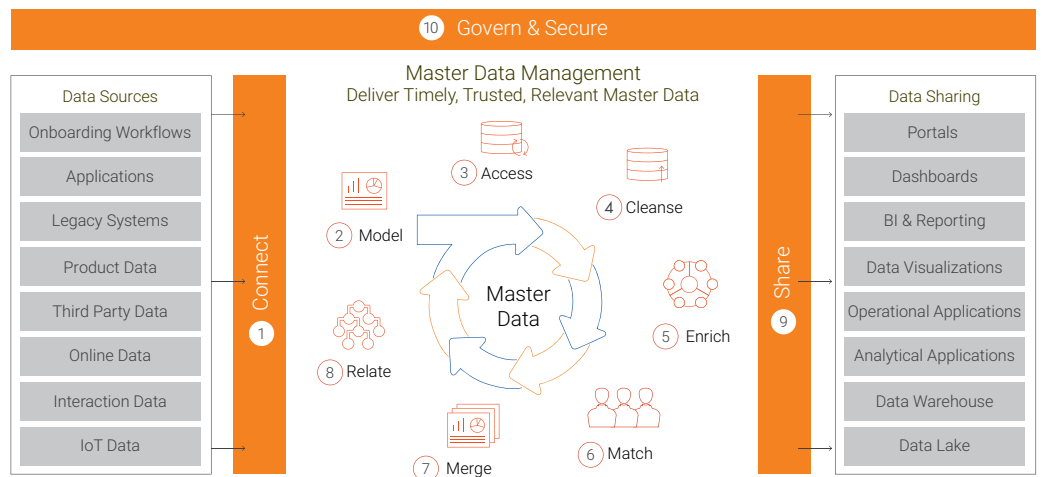 10 Govern & Secure
Data Sources
Onboarding Workflows
Applications
Legacy Systems
Product Data
Third Party Data
Online Data
Interaction Data
IoT Data
1 Connect
Master Data Management
Deliver Timely, Trusted, Relevant Master Data
2 Model
3 Access
4 Cleanse
5 Enrich
6 Match
7 Merge
8 Relate
Master
Data
9 Share
Data Sharing
Portals
Dashboards
BI & Reporting
Data Visualizations
Operational Applications
Analytical Applications
Data Warehouse
Data Lake